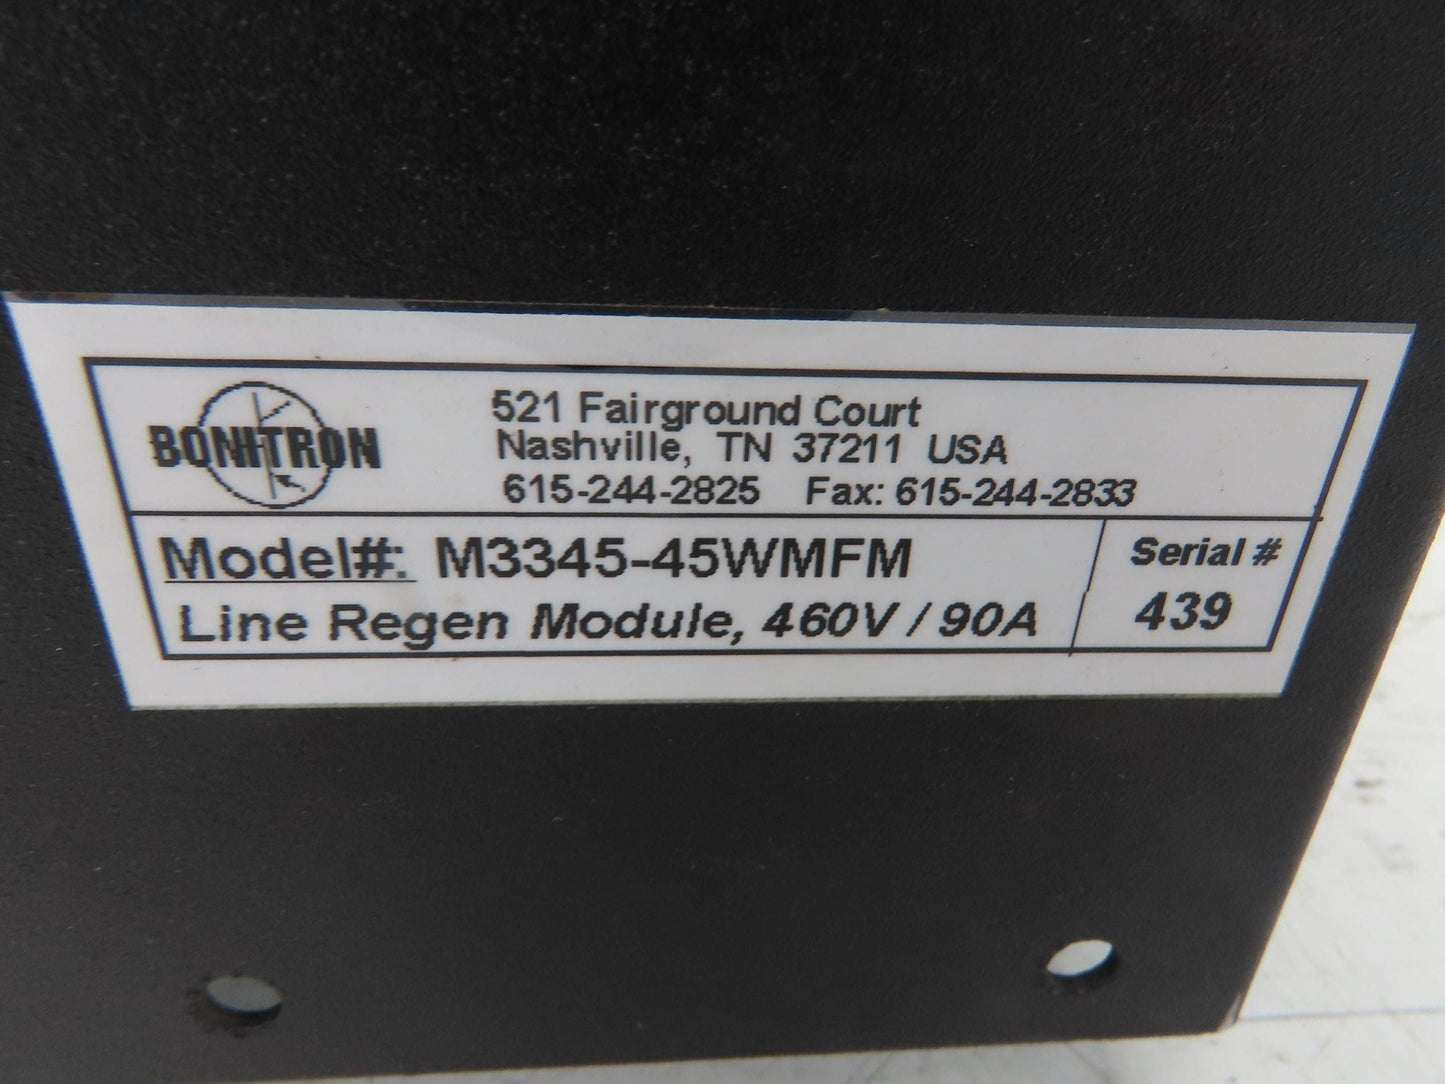 BONITRON
521 Fairground Court
Nashville, TN 37211 USA
615-244-2825 Fax: 615-244-2833
Model#: M3345-45WMFM
Line Regen Module, 460V / 90A
Serial #
439